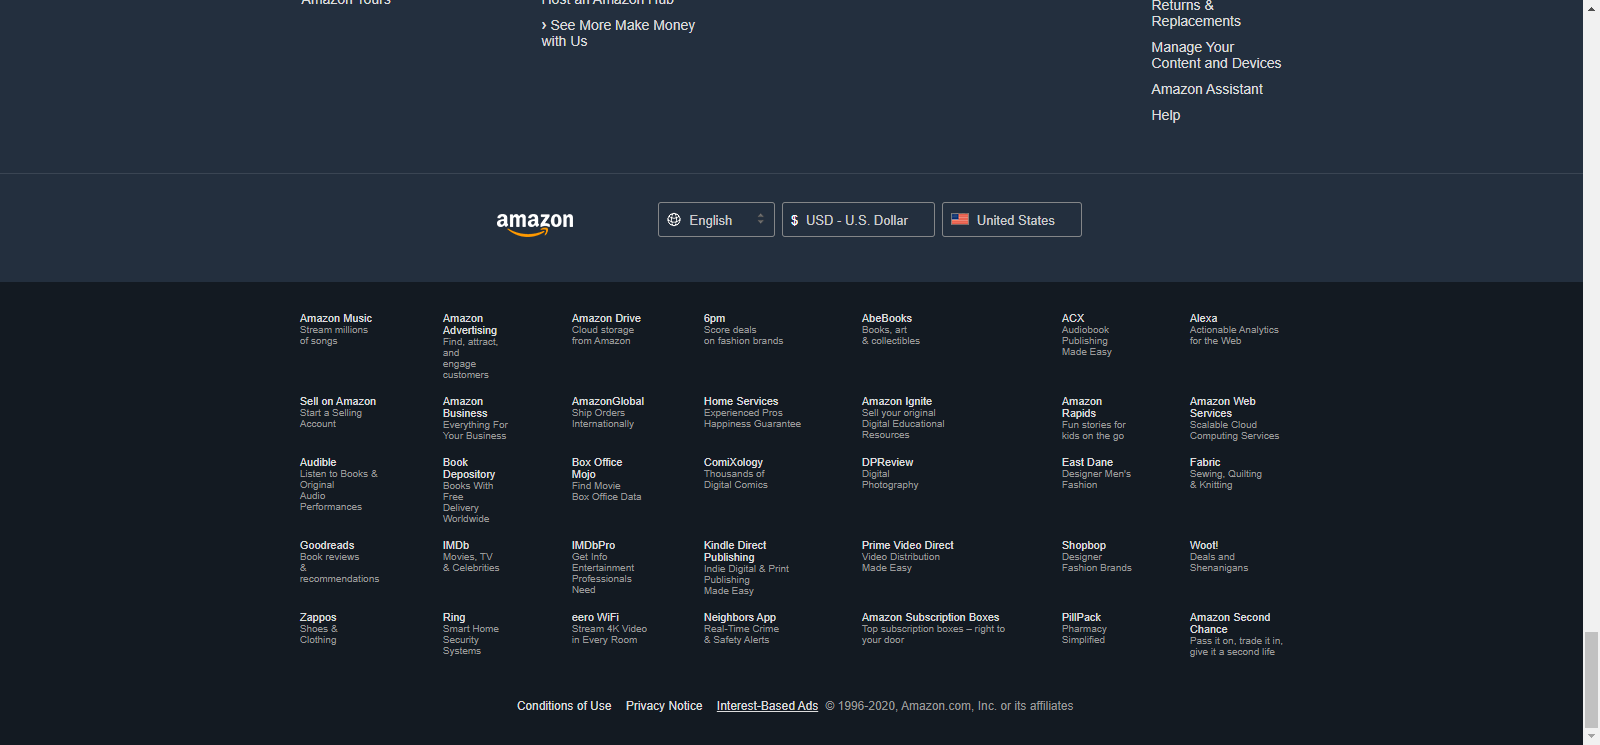 Amazon Tours
Host an Amazon Hub
› See More Make Money
with Us
Returns &
Replacements
Manage Your
Content and Devices
Amazon Assistant
Help
amazon
English
$ USD - U.S. Dollar
United States
Amazon Music
Stream millions
of songs
Amazon
Advertising
Find, attract,
and
engage
customers
Amazon Drive
Cloud storage
from Amazon
6pm
Score deals
on fashion brands
AbeBooks
Books, art
& collectibles
ACX
Audiobook
Publishing
Made Easy
Alexa
Actionable Analytics
for the Web
Sell on Amazon
Start a Selling
Account
Amazon
Business
Everything For
Your Business
AmazonGlobal
Ship Orders
Internationally
Home Services
Experienced Pros
Happiness Guarantee
Amazon Ignite
Sell your original
Digital Educational
Resources
Amazon
Rapids
Fun stories for
kids on the go
Amazon Web
Services
Scalable Cloud
Computing Services
Audible
Listen to Books &
Original
Audio
Performances
Book
Depository
Books With
Free
Delivery
Worldwide
Box Office
Mojo
Find Movie
Box Office Data
ComiXology
Thousands of
Digital Comics
DPReview
Digital
Photography
East Dane
Designer Men's
Fashion
Fabric
Sewing, Quilting
& Knitting
Goodreads
Book reviews
&
recommendations
IMDb
Movies, TV
& Celebrities
IMDbPro
Get Info
Entertainment
Professionals
Need
Kindle Direct
Publishing
Indie Digital & Print
Publishing
Made Easy
Prime Video Direct
Video Distribution
Made Easy
Shopbop
Designer
Fashion Brands
Woot!
Deals and
Shenanigans
Zappos
Shoes &
Clothing
Ring
Smart Home
Security
Systems
eero WiFi
Stream 4K Video
in Every Room
Neighbors App
Real-Time Crime
& Safety Alerts
Amazon Subscription Boxes
Top subscription boxes – right to
your door
PillPack
Pharmacy
Simplified
Amazon Second
Chance
Pass it on, trade it in,
give it a second life
Conditions of Use Privacy Notice Interest-Based Ads © 1996-2020, Amazon.com, Inc. or its affiliates